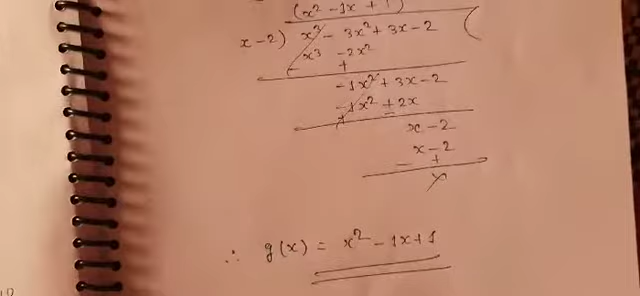 (x² - 1x + 1)
x-2) x³ - 3x² + 3x - 2 (
x³ - 2x²
- +
-1x² + 3x - 2
-1x² + 2x
+ -
x - 2
x - 2
- +
x
∴ g(x) = x² - 1x + 1